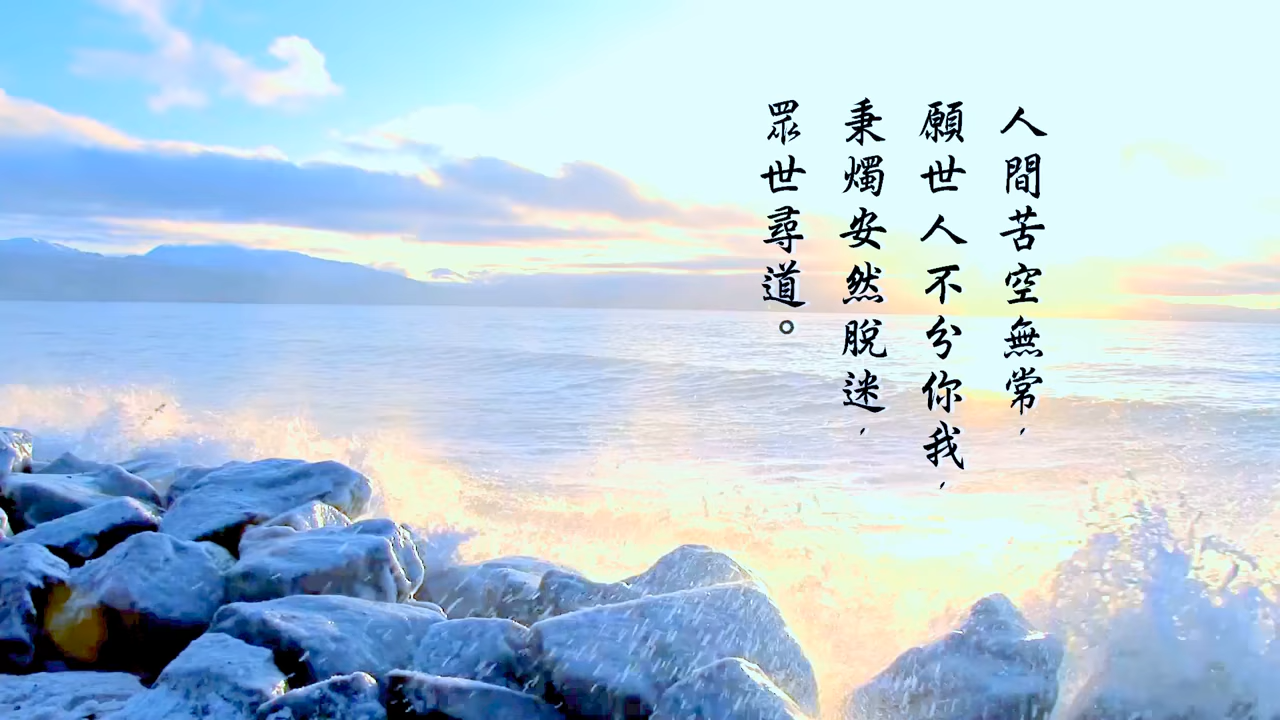 人間苦空無常，
願世人不分你我，
秉燭安然脫迷，
眾世尋道。